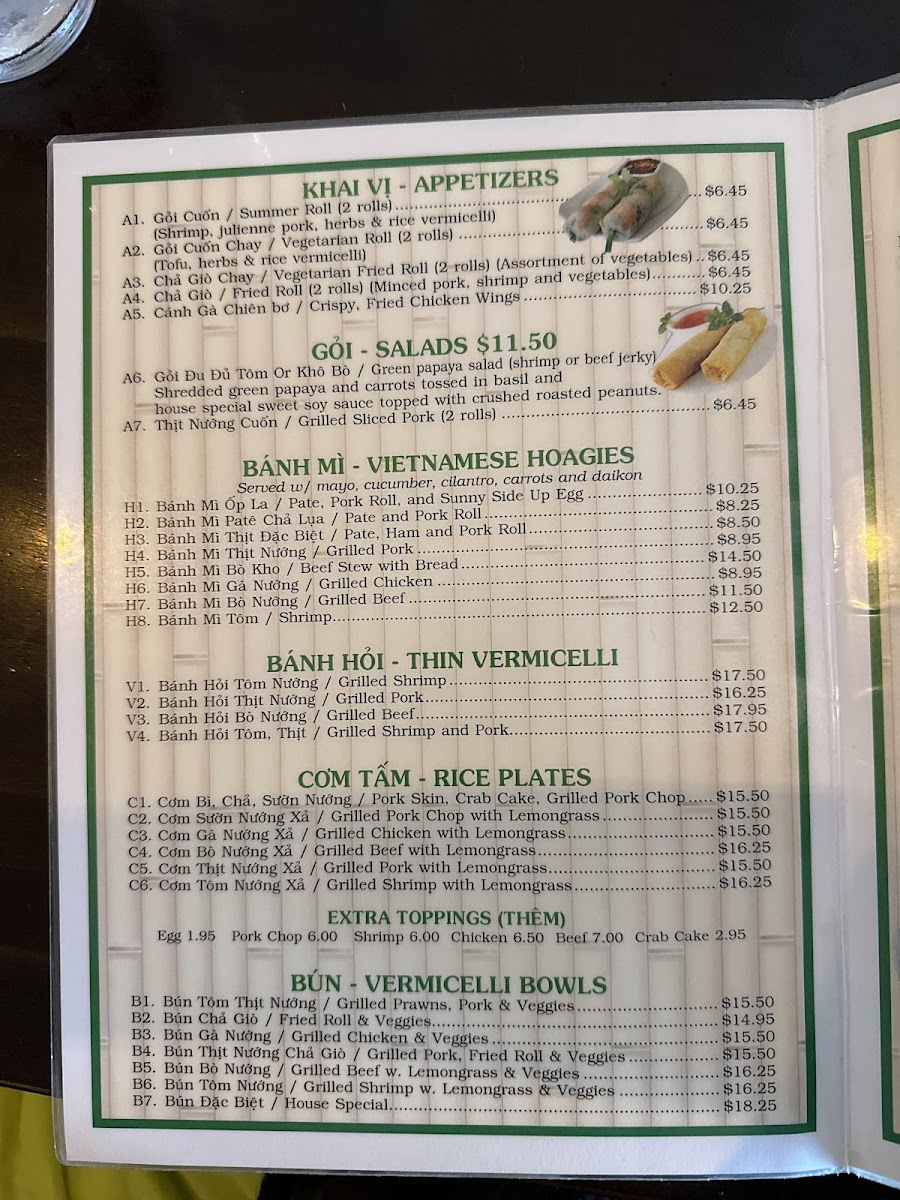 KHAI VỊ - APPETIZERS
A1. Gỏi Cuốn / Summer Roll (2 rolls) $6.45
(Shrimp, julienne pork, herbs & rice vermicelli)
A2. Gỏi Cuốn Chay / Vegetarian Roll (2 rolls) $6.45
(Tofu, herbs & rice vermicelli)
A3. Chả Giò Chay / Vegetarian Fried Roll (2 rolls) (Assortment of vegetables) .. $6.45
A4. Chả Giò / Fried Roll (2 rolls) (Minced pork, shrimp and vegetables) $6.45
A5. Cánh Gà Chiên bơ / Crispy, Fried Chicken Wings $10.25
GỎI - SALADS $11.50
A6. Gỏi Đu Đủ Tôm Or Khô Bò / Green papaya salad (shrimp or beef jerky)
Shredded green papaya and carrots tossed in basil and
house special sweet soy sauce topped with crushed roasted peanuts.
A7. Thịt Nướng Cuốn / Grilled Sliced Pork (2 rolls) $6.45
BÁNH MÌ - VIETNAMESE HOAGIES
Served w/ mayo, cucumber, cilantro, carrots and daikon
H1. Bánh Mì Ốp La / Pate, Pork Roll, and Sunny Side Up Egg $10.25
H2. Bánh Mì Patê Chả Lụa / Pate and Pork Roll $8.25
H3. Bánh Mì Thịt Đặc Biệt / Pate, Ham and Pork Roll $8.50
H4. Bánh Mì Thịt Nướng / Grilled Pork $8.95
H5. Bánh Mì Bò Kho / Beef Stew with Bread $14.50
H6. Bánh Mì Gà Nướng / Grilled Chicken $8.95
H7. Bánh Mì Bò Nướng / Grilled Beef $11.50
H8. Bánh Mì Tôm / Shrimp $12.50
BÁNH HỎI - THIN VERMICELLI
V1. Bánh Hỏi Tôm Nướng / Grilled Shrimp $17.50
V2. Bánh Hỏi Thịt Nướng / Grilled Pork $16.25
V3. Bánh Hỏi Bò Nướng / Grilled Beef $17.95
V4. Bánh Hỏi Tôm, Thịt / Grilled Shrimp and Pork $17.50
CƠM TẤM - RICE PLATES
C1. Cơm Bì, Chả, Sườn Nướng / Pork Skin, Crab Cake, Grilled Pork Chop $15.50
C2. Cơm Sườn Nướng Xả / Grilled Pork Chop with Lemongrass $15.50
C3. Cơm Gà Nướng Xả / Grilled Chicken with Lemongrass $15.50
C4. Cơm Bò Nướng Xả / Grilled Beef with Lemongrass $16.25
C5. Cơm Thịt Nướng Xả / Grilled Pork with Lemongrass $15.50
C6. Cơm Tôm Nướng Xả / Grilled Shrimp with Lemongrass $16.25
EXTRA TOPPINGS (THÊM)
Egg 1.95 Pork Chop 6.00 Shrimp 6.00 Chicken 6.50 Beef 7.00 Crab Cake 2.95
BÚN - VERMICELLI BOWLS
B1. Bún Tôm Thịt Nướng / Grilled Prawns, Pork & Veggies $15.50
B2. Bún Chả Giò / Fried Roll & Veggies $14.95
B3. Bún Gà Nướng / Grilled Chicken & Veggies $15.50
B4. Bún Thịt Nướng Chả Giò / Grilled Pork, Fried Roll & Veggies $15.50
B5. Bún Bò Nướng / Grilled Beef w. Lemongrass & Veggies $16.25
B6. Bún Tôm Nướng / Grilled Shrimp w. Lemongrass & Veggies $16.25
B7. Bún Đặc Biệt / House Special $18.25